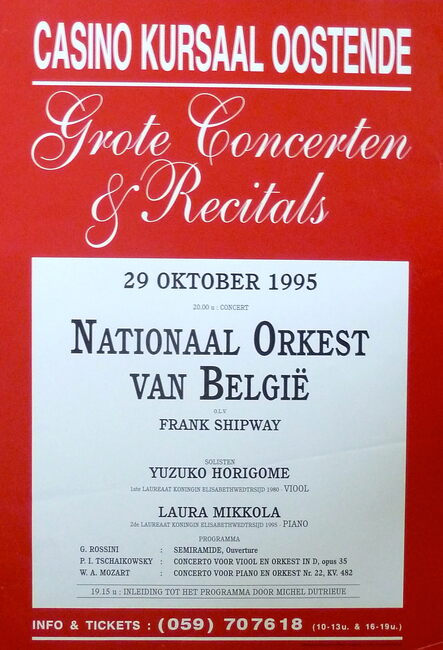 CASINO KURSAAL OOSTENDE
Grote Concerten
& Recitals
29 OKTOBER 1995
20.00 u : CONCERT
NATIONAAL ORKEST
VAN BELGIË
O.L.V.
FRANK SHIPWAY
SOLISTEN
YUZUKO HORIGOME
1ste LAUREAAT KONINGIN ELISABETHWEDTRSIJD 1980 - VIOOL
LAURA MIKKOLA
2de LAUREAAT KONINGIN ELISABETHWEDTRSIJD 1995 - PIANO
PROGRAMMA
G. ROSSINI : SEMIRAMIDE, Ouverture
P. I. TSCHAIKOWSKY : CONCERTO VOOR VIOOL EN ORKEST IN D, opus 35
W. A. MOZART : CONCERTO VOOR PIANO EN ORKEST Nr. 22, KV. 482
19.15 u : INLEIDING TOT HET PROGRAMMA DOOR MICHEL DUTRIEUE
INFO & TICKETS : (059) 707618 (10-13u. & 16-19u.)